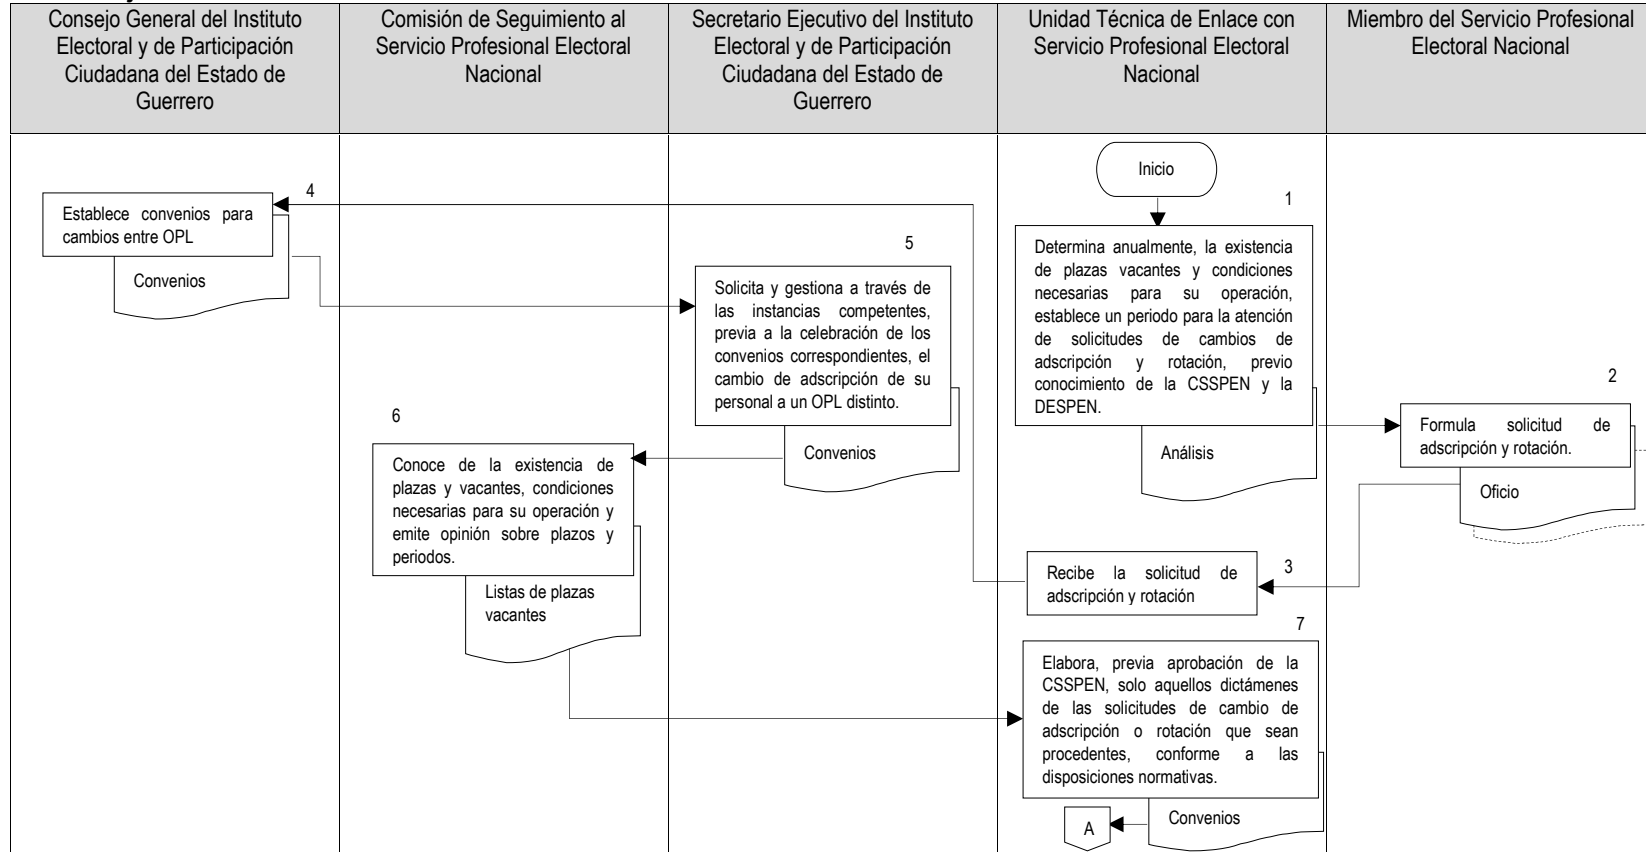 Consejo General del Instituto
Electoral y de Participación
Ciudadana del Estado de
Guerrero
Comisión de Seguimiento al
Servicio Profesional Electoral
Nacional
Secretario Ejecutivo del Instituto
Electoral y de Participación
Ciudadana del Estado de
Guerrero
Unidad Técnica de Enlace con
Servicio Profesional Electoral
Nacional
Miembro del Servicio Profesional
Electoral Nacional
Inicio
1
Determina anualmente, la existencia
de plazas vacantes y condiciones
necesarias para su operación,
establece un periodo para la atención
de solicitudes de cambios de
adscripción y rotación, previo
conocimiento de la CSSPEN y la
DESPEN.
Análisis
2
Formula solicitud de
adscripción y rotación.
Oficio
3
Recibe la solicitud de
adscripción y rotación
4
Establece convenios para
cambios entre OPL
Convenios
5
Solicita y gestiona a través de
las instancias competentes,
previa a la celebración de los
convenios correspondientes, el
cambio de adscripción de su
personal a un OPL distinto.
Convenios
6
Conoce de la existencia de
plazas y vacantes, condiciones
necesarias para su operación y
emite opinión sobre plazos y
periodos.
Listas de plazas
vacantes
7
Elabora, previa aprobación de la
CSSPEN, solo aquellos dictámenes
de las solicitudes de cambio de
adscripción o rotación que sean
procedentes, conforme a las
disposiciones normativas.
Convenios
A